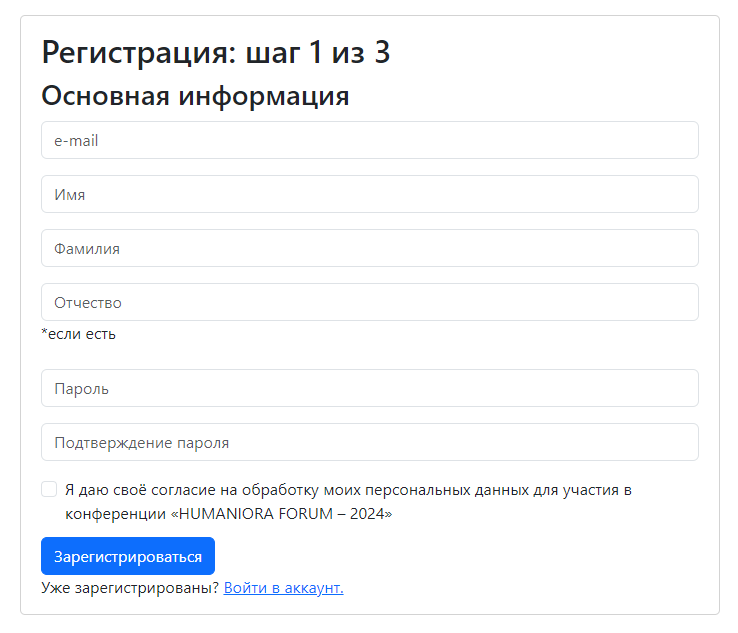 Регистрация: шаг 1 из 3
Основная информация
e-mail
Имя
Фамилия
Отчество
*если есть
Пароль
Подтверждение пароля
Я даю своё согласие на обработку моих персональных данных для участия в
конференции «HUMANIORA FORUM – 2024»
Зарегистрироваться
Уже зарегистрированы? Войти в аккаунт.